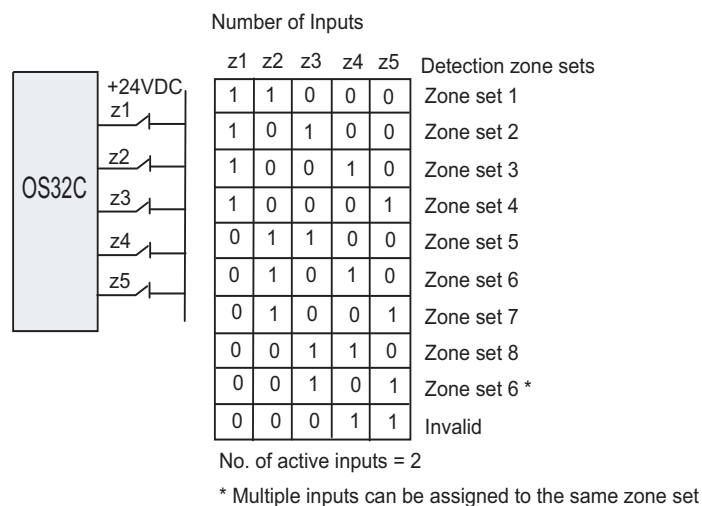 Number of Inputs
z1 z2 z3 z4 z5 Detection zone sets
+24VDC
1 1 0 0 0 Zone set 1
z1
1 0 1 0 0 Zone set 2
z2
1 0 0 1 0 Zone set 3
OS32C
z3
1 0 0 0 1 Zone set 4
z4
0 1 1 0 0 Zone set 5
z5
0 1 0 1 0 Zone set 6
0 1 0 0 1 Zone set 7
0 0 1 1 0 Zone set 8
0 0 1 0 1 Zone set 6 *
0 0 0 1 1 Invalid
No. of active inputs = 2
* Multiple inputs can be assigned to the same zone set